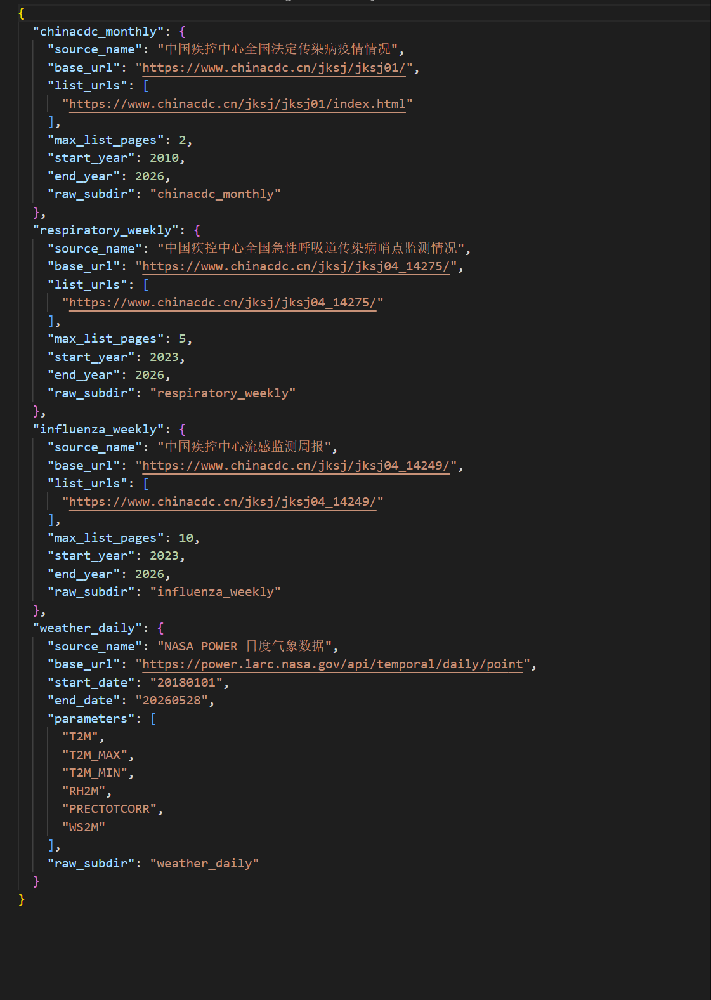 {
"chinacdc_monthly": {
"source_name": "中国疾控中心全国法定传染病疫情情况",
"base_url": "https://www.chinacdc.cn/jksj/jksj01/",
"list_urls": [
"https://www.chinacdc.cn/jksj/jksj01/index.html"
],
"max_list_pages": 2,
"start_year": 2010,
"end_year": 2026,
"raw_subdir": "chinacdc_monthly"
},
"respiratory_weekly": {
"source_name": "中国疾控中心全国急性呼吸道传染病哨点监测情况",
"base_url": "https://www.chinacdc.cn/jksj/jksj04_14275/",
"list_urls": [
"https://www.chinacdc.cn/jksj/jksj04_14275/"
],
"max_list_pages": 5,
"start_year": 2023,
"end_year": 2026,
"raw_subdir": "respiratory_weekly"
},
"influenza_weekly": {
"source_name": "中国疾控中心流感监测周报",
"base_url": "https://www.chinacdc.cn/jksj/jksj04_14249/",
"list_urls": [
"https://www.chinacdc.cn/jksj/jksj04_14249/"
],
"max_list_pages": 10,
"start_year": 2023,
"end_year": 2026,
"raw_subdir": "influenza_weekly"
},
"weather_daily": {
"source_name": "NASA POWER 日度气象数据",
"base_url": "https://power.larc.nasa.gov/api/temporal/daily/point",
"start_date": "20180101",
"end_date": "20260528",
"parameters": [
"T2M",
"T2M_MAX",
"T2M_MIN",
"RH2M",
"PRECTOTCORR",
"WS2M"
],
"raw_subdir": "weather_daily"
}
}